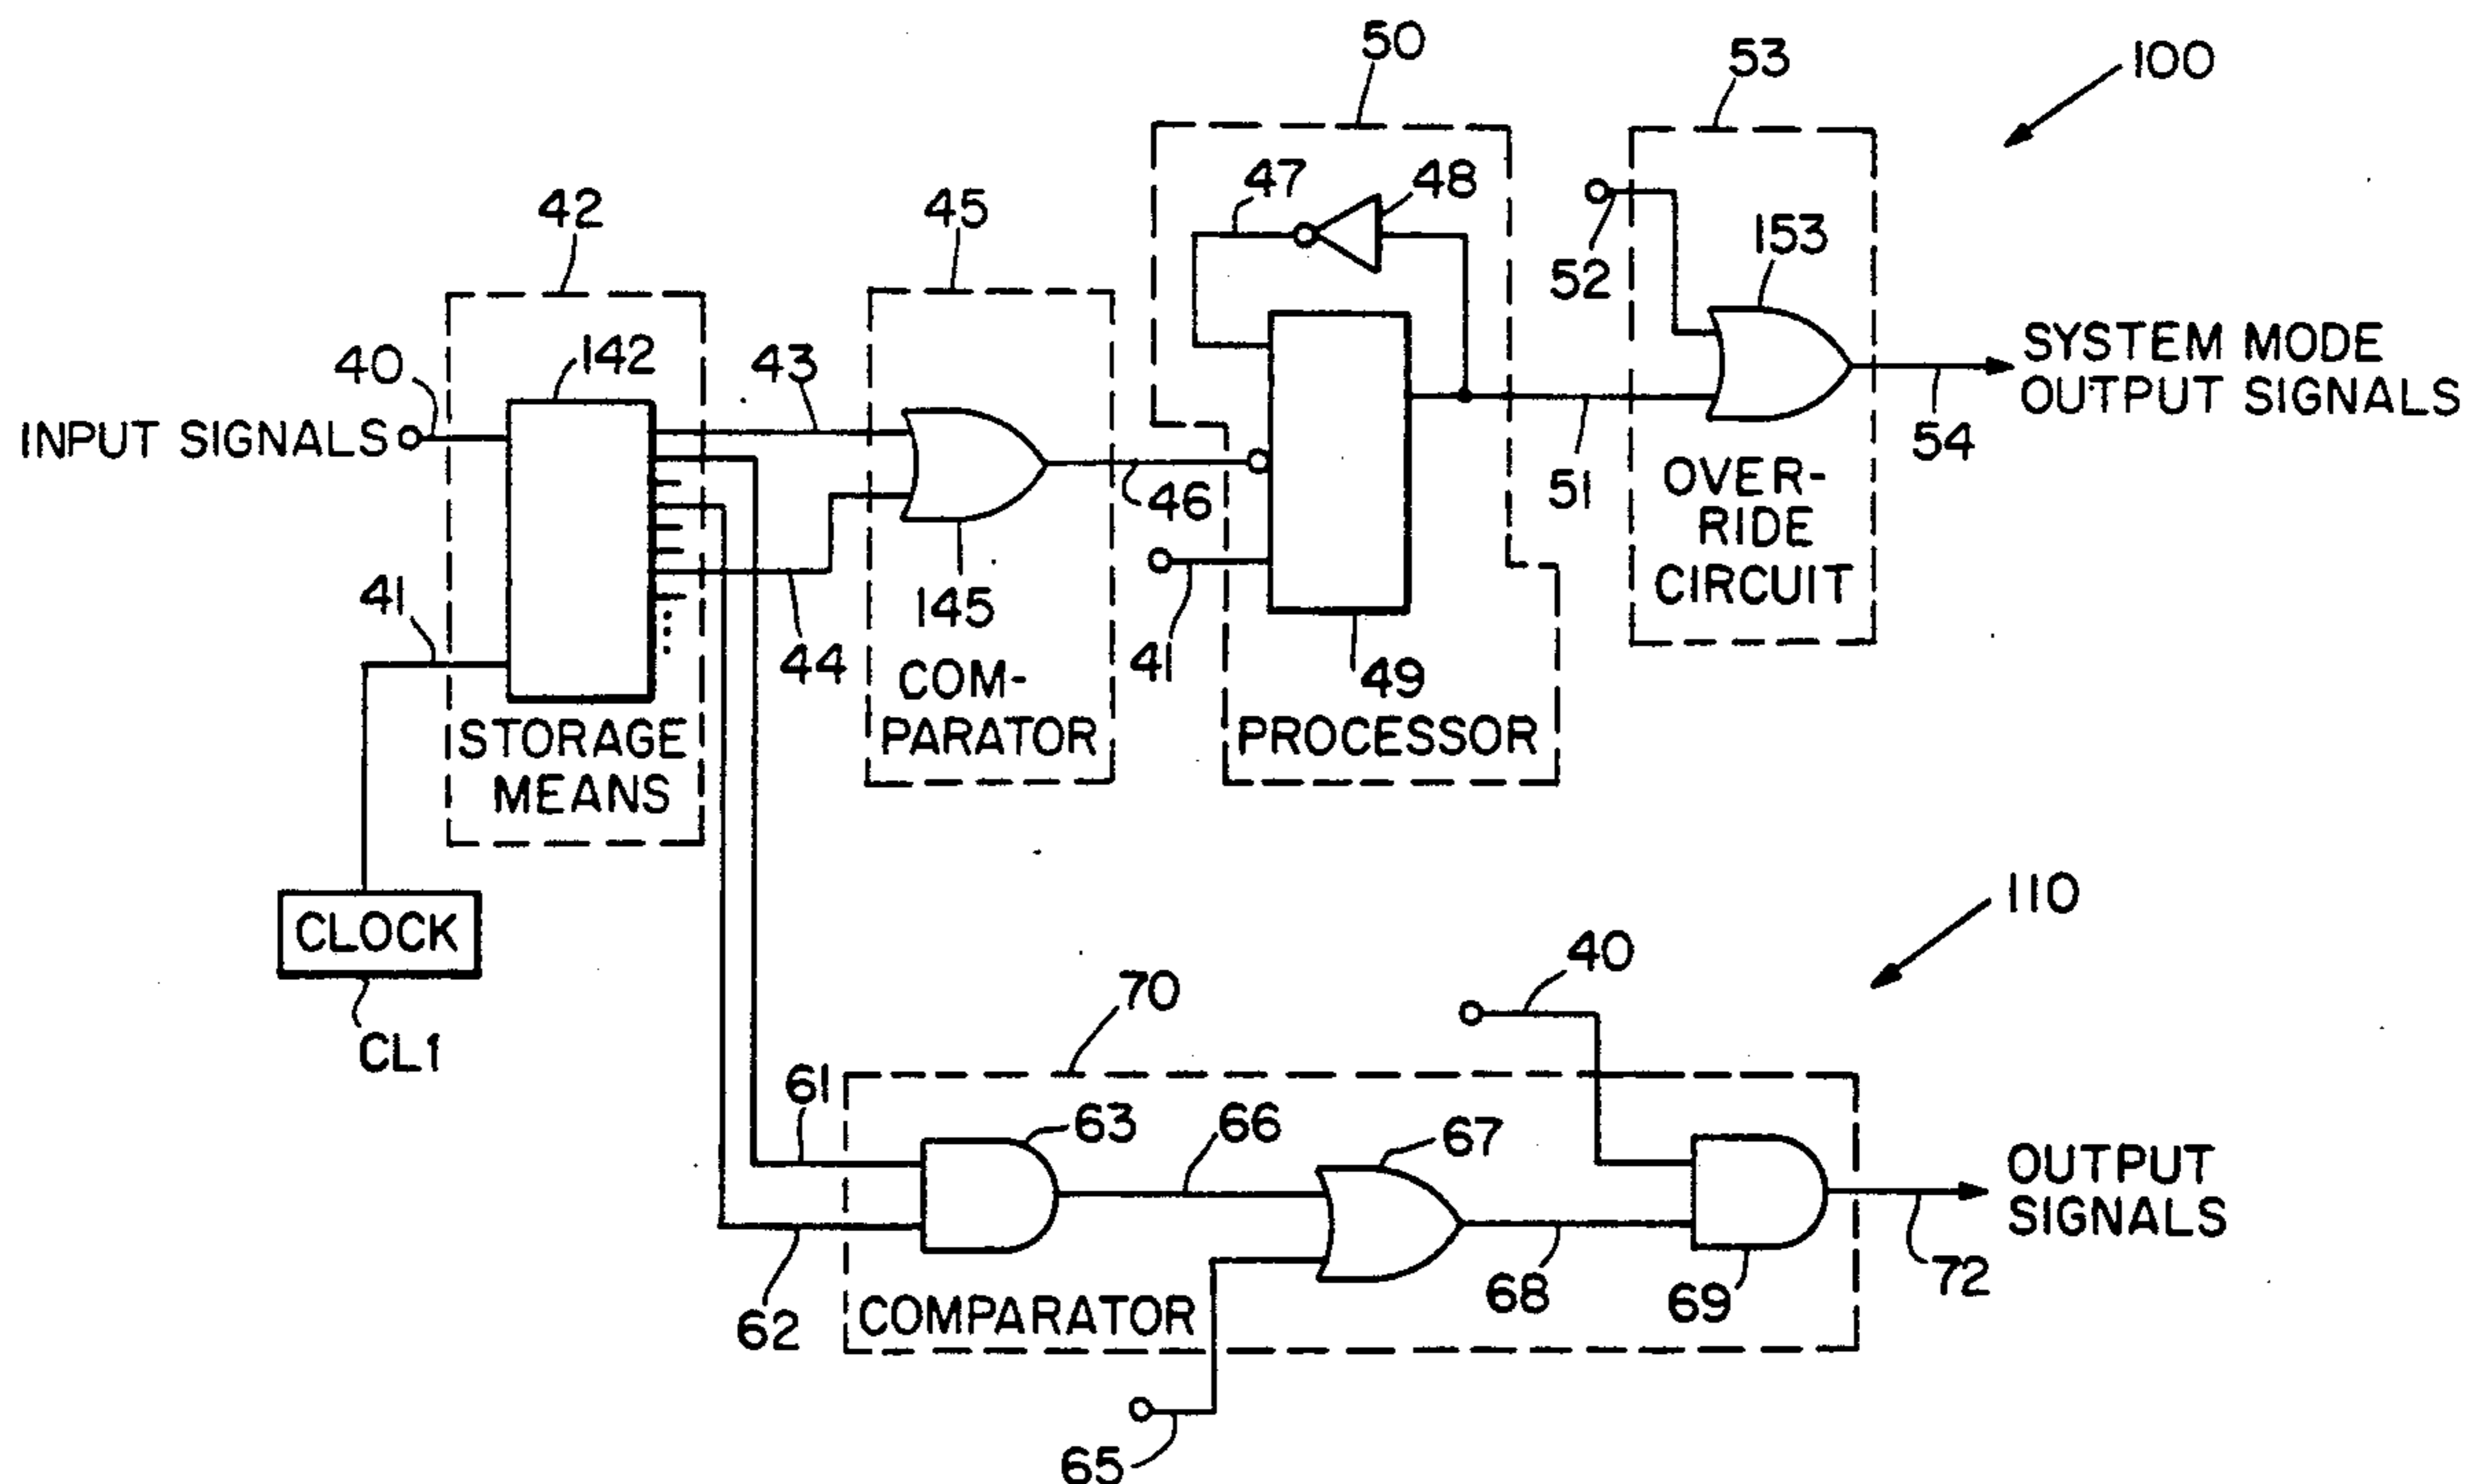 50
53
100
42
45
47
48
52
153
40
142
43
INPUT SIGNALS
SYSTEM MODE
OUTPUT SIGNALS
54
46
51
OVER-
RIDE
CIRCUIT
41
44
145
COM-
PARATOR
41
49
PROCESSOR
STORAGE
MEANS
CLOCK
CL1
110
70
40
61
63
66
67
OUTPUT
SIGNALS
72
62
COMPARATOR
68
69
65